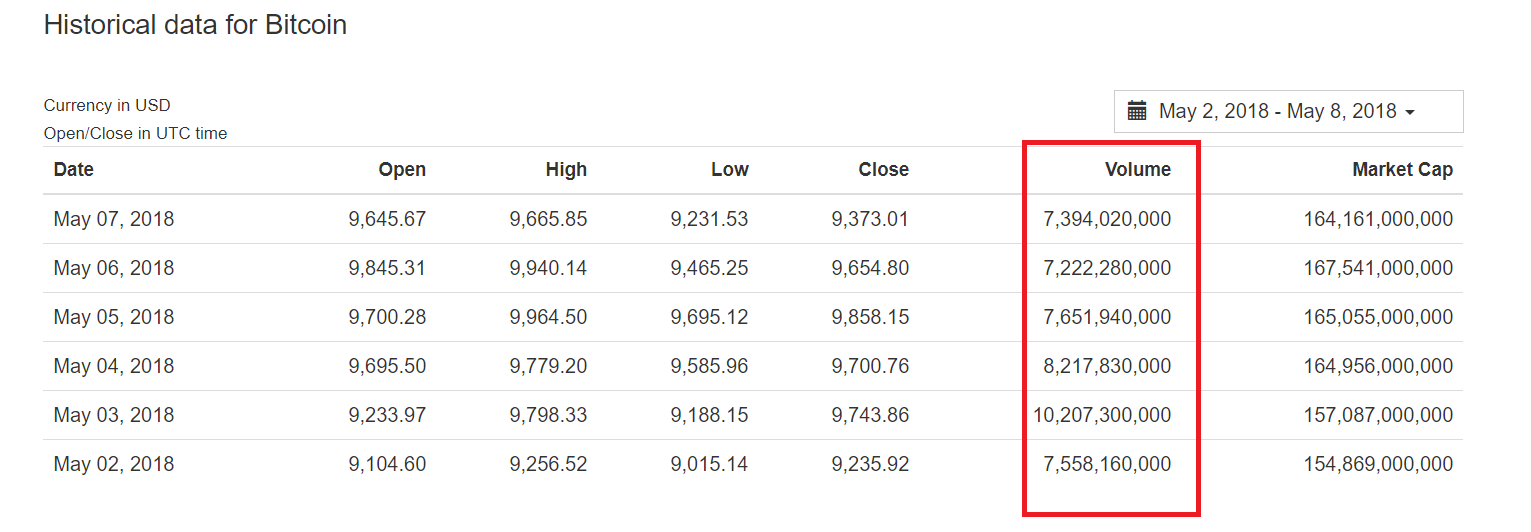 Historical data for Bitcoin
Currency in USD
May 2, 2018 - May 8, 2018
Open/Close in UTC time
Date Open High Low Close Volume Market Cap
May 07, 2018 9,645.67 9,665.85 9,231.53 9,373.01 7,394,020,000 164,161,000,000
May 06, 2018 9,845.31 9,940.14 9,465.25 9,654.80 7,222,280,000 167,541,000,000
May 05, 2018 9,700.28 9,964.50 9,695.12 9,858.15 7,651,940,000 165,055,000,000
May 04, 2018 9,695.50 9,779.20 9,585.96 9,700.76 8,217,830,000 164,956,000,000
May 03, 2018 9,233.97 9,798.33 9,188.15 9,743.86 10,207,300,000 157,087,000,000
May 02, 2018 9,104.60 9,256.52 9,015.14 9,235.92 7,558,160,000 154,869,000,000